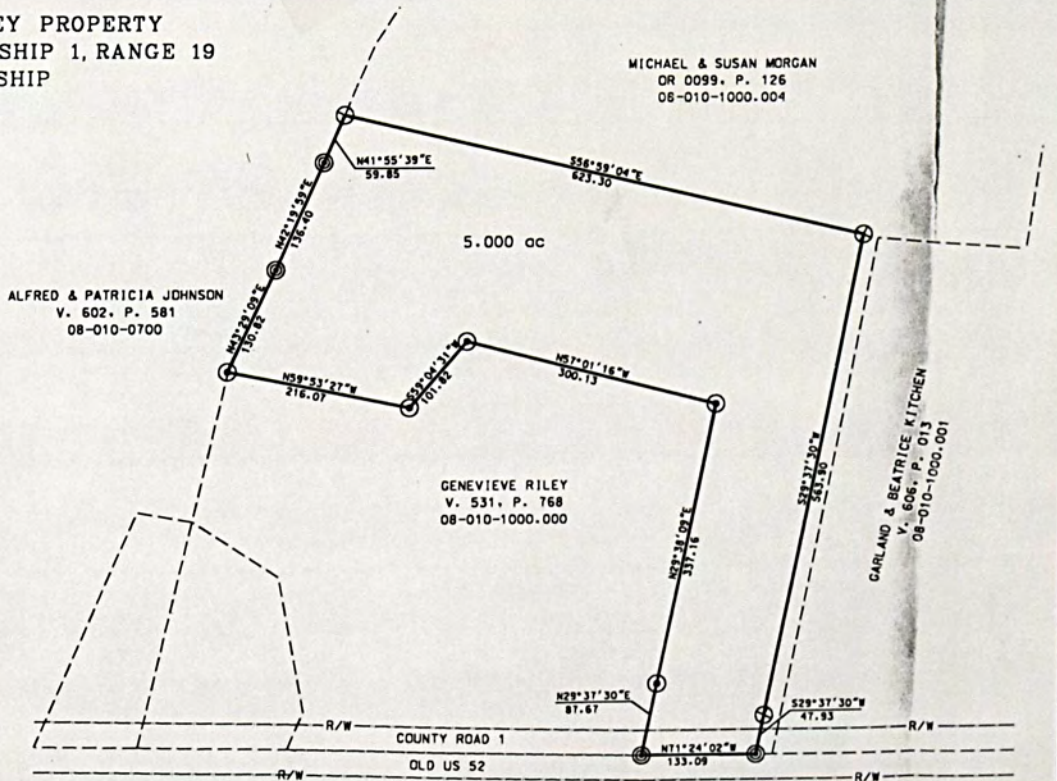 CY PROPERTY
SHIP 1, RANGE 19
SHIP
MICHAEL & SUSAN MORGAN
OR 0099. P. 126
06-010-1000.004
N41°55'39"E
59.85
S56°59'04"E
623.30
N42°19'59"E
136.40
5.000 ac
ALFRED & PATRICIA JOHNSON
V. 602. P. 581
08-010-0700
N43°29'09"E
130.82
N59°53'27"W
216.07
S59°04'31"W
101.82
N57°01'16"W
300.13
GENEVIEVE RILEY
V. 531. P. 768
08-010-1000.000
N29°38'09"E
337.16
S29°37'30"W
563.90
GARLAND & BEATRICE KITCHEN
V. 606. P. 013
08-010-1000.001
N29°37'30"E
87.67
S29°37'30"W
47.93
R/W R/W
COUNTY ROAD 1
N71°24'02"W
133.09
OLD US 52
R/W R/W